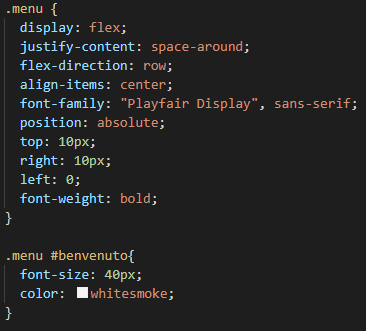 .menu {
  display: flex;
  justify-content: space-around;
  flex-direction: row;
  align-items: center;
  font-family: "Playfair Display", sans-serif;
  position: absolute;
  top: 10px;
  right: 10px;
  left: 0;
  font-weight: bold;
}

.menu #benvenuto{
  font-size: 40px;
  color: whitesmoke;
}